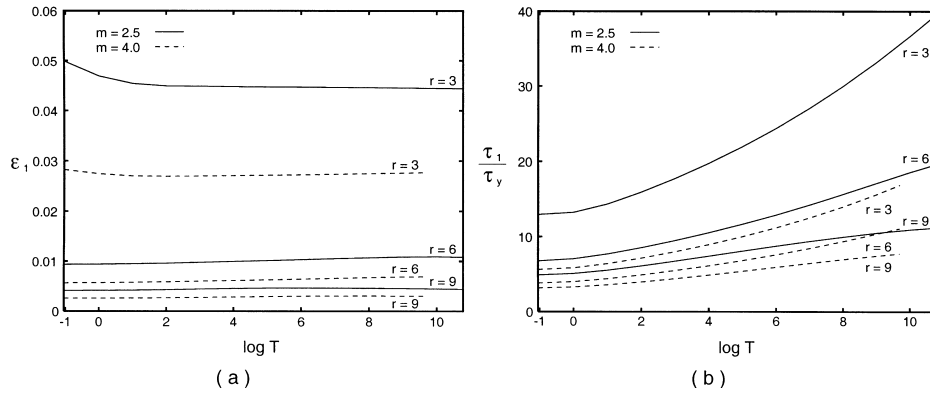 0.06
0.05
0.04
0.03
0.02
0.01
0
ε₁
m = 2.5
m = 4.0
r = 3
r = 3
r = 6
r = 6
r = 9
r = 9
-1 0 2 4 6 8 10
log T
( a )
40
30
20
10
0
τ₁
τy
m = 2.5
m = 4.0
r = 3
r = 6
r = 3
r = 9
r = 6
r = 9
-1 0 2 4 6 8 10
log T
( b )